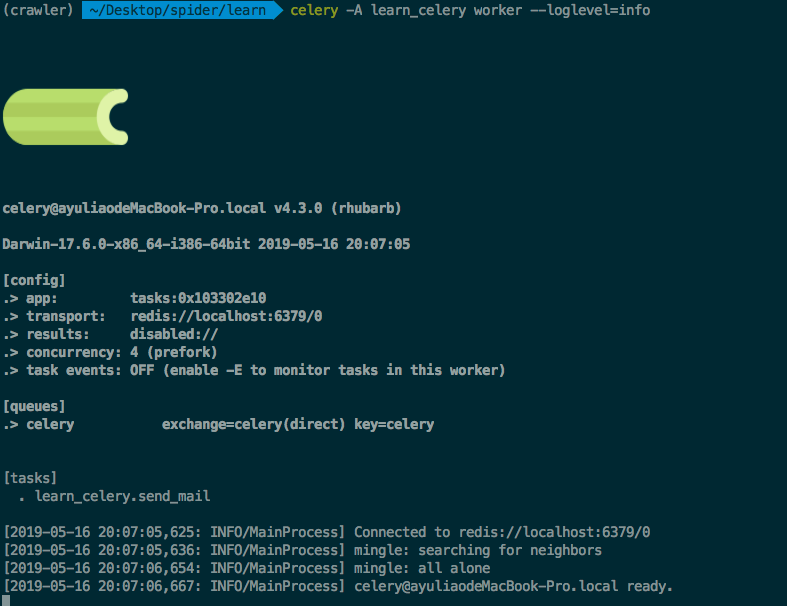 (crawler) ~/Desktop/spider/learn celery -A learn_celery worker --loglevel=info
celery@ayuliaodeMacBook-Pro.local v4.3.0 (rhubarb)
Darwin-17.6.0-x86_64-i386-64bit 2019-05-16 20:07:05
[config]
.> app:         tasks:0x103302e10
.> transport:   redis://localhost:6379/0
.> results:     disabled://
.> concurrency: 4 (prefork)
.> task events: OFF (enable -E to monitor tasks in this worker)
[queues]
.> celery           exchange=celery(direct) key=celery
[tasks]
  . learn_celery.send_mail
[2019-05-16 20:07:05,625: INFO/MainProcess] Connected to redis://localhost:6379/0
[2019-05-16 20:07:05,636: INFO/MainProcess] mingle: searching for neighbors
[2019-05-16 20:07:06,654: INFO/MainProcess] mingle: all alone
[2019-05-16 20:07:06,667: INFO/MainProcess] celery@ayuliaodeMacBook-Pro.local ready.